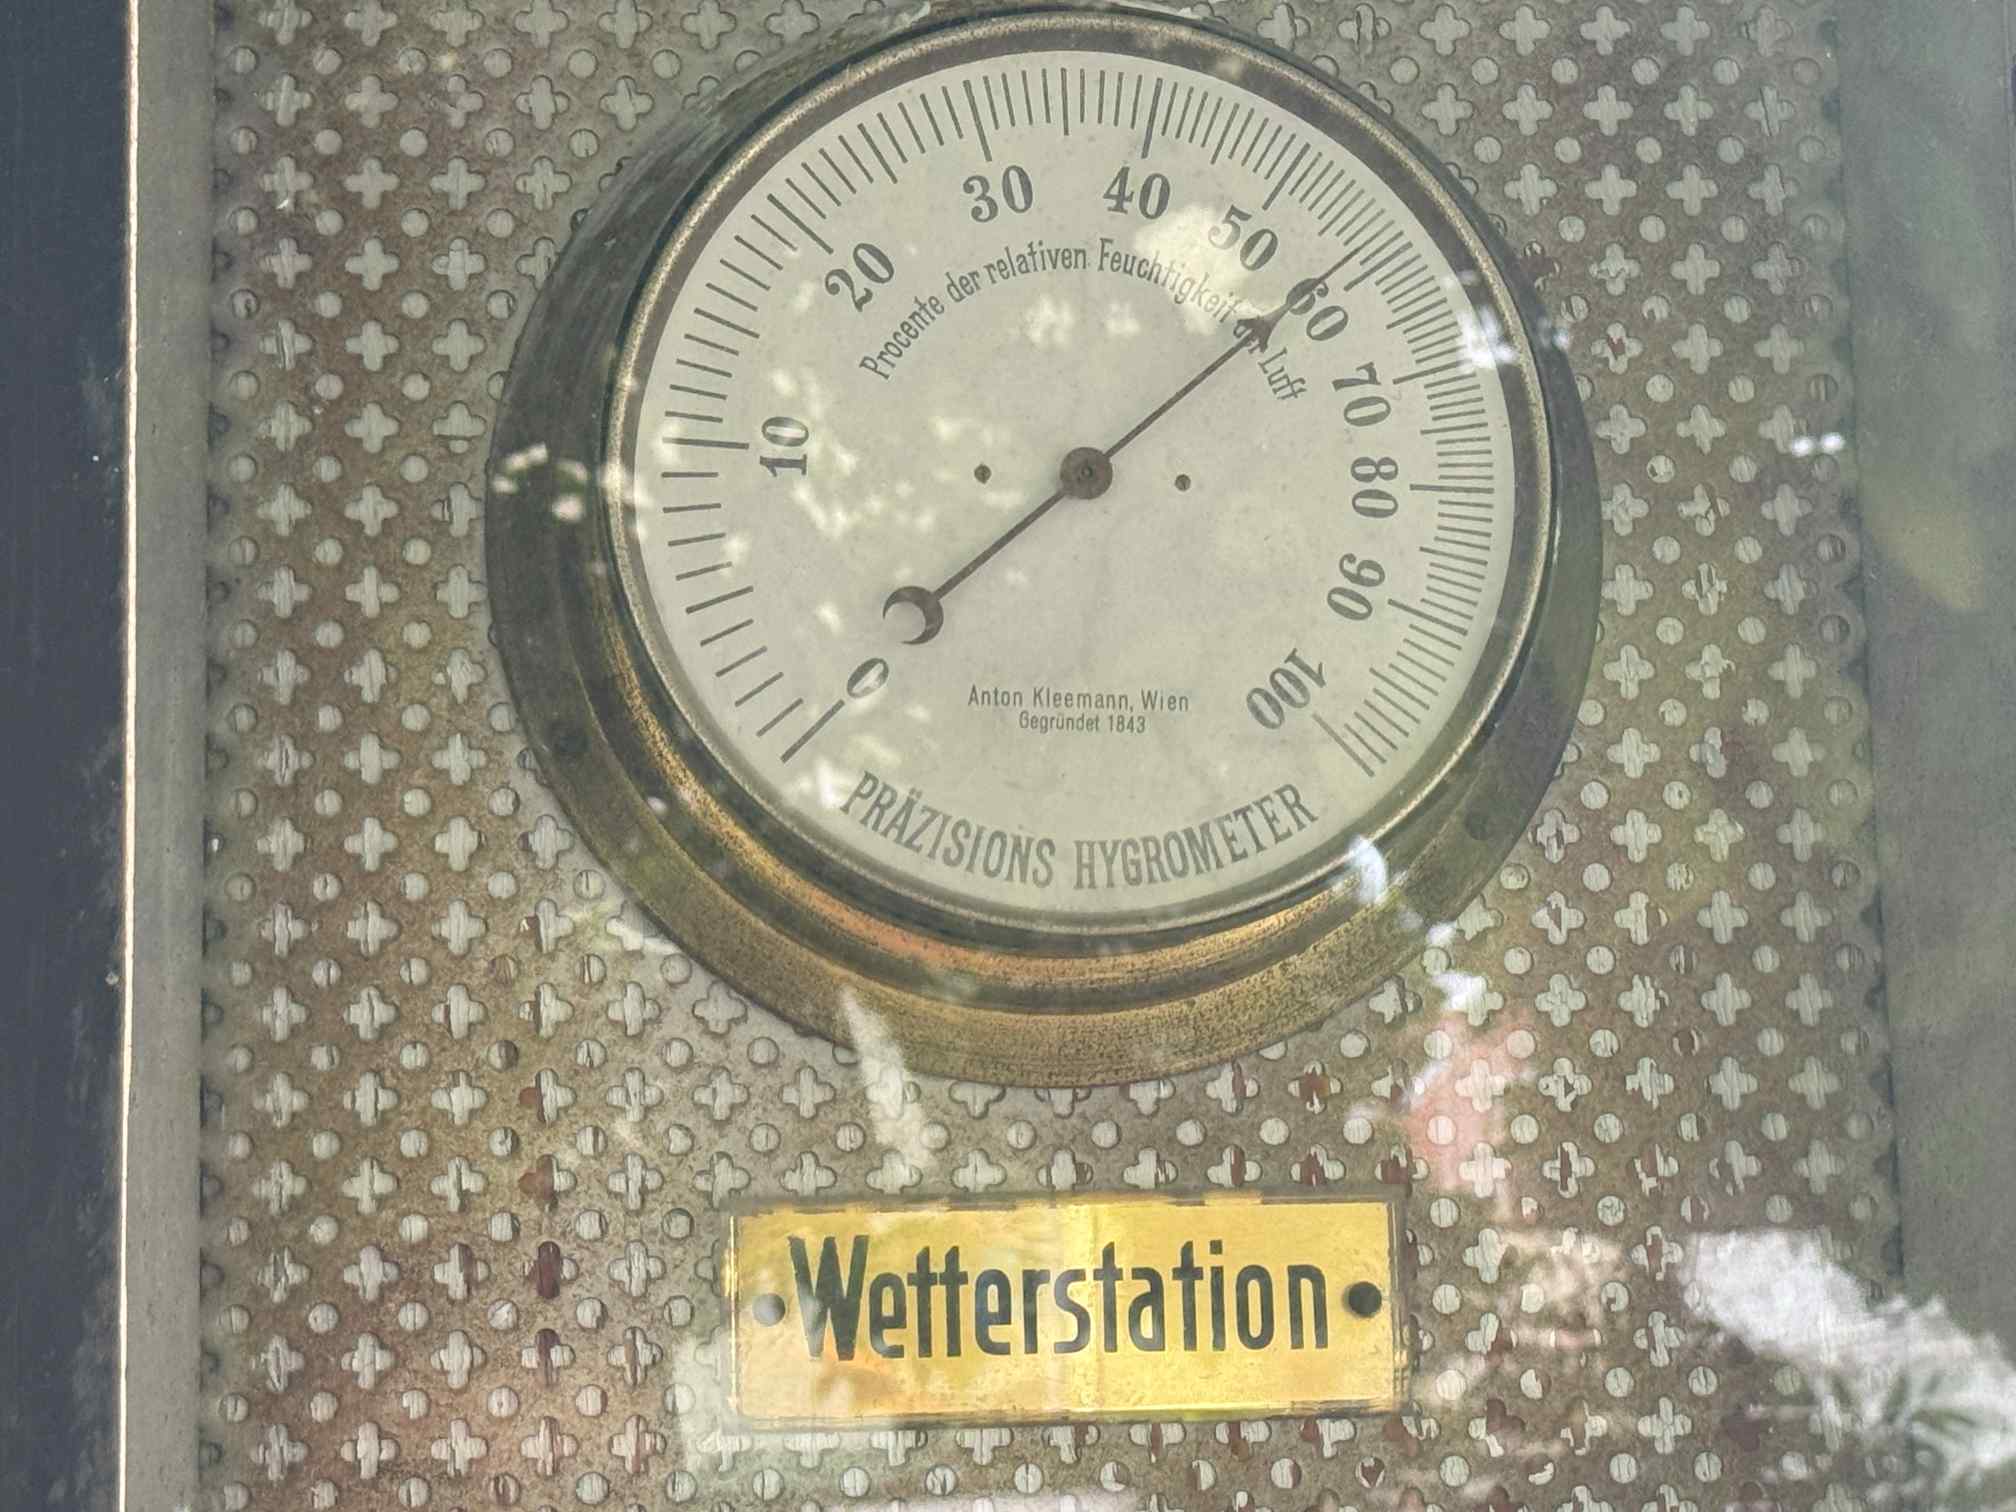 0
10
20
30
40
50
60
70
80
90
100
Procente der relativen Feuchtigkeit der Luft
Anton Kleemann, Wien
Gegründet 1843
PRÄZISIONS HYGROMETER
Wetterstation